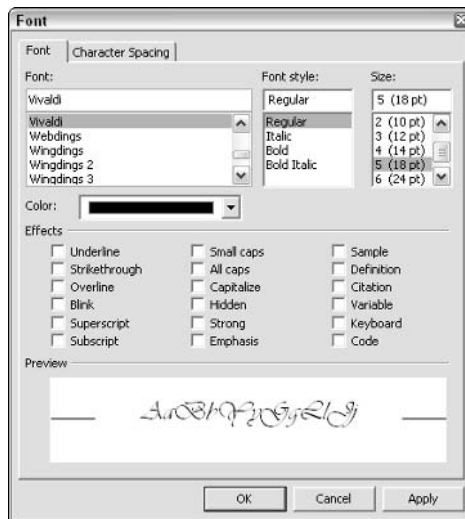 Font
Font Character Spacing
Font: Font style: Size:
Vivaldi Regular 5 (18 pt)
Vivaldi Regular 2 (10 pt)
Webdings Italic 3 (12 pt)
Wingdings Bold 4 (14 pt)
Wingdings 2 Bold Italic 5 (18 pt)
Wingdings 3 6 (24 pt)
Color:
Effects
Underline Small caps Sample
Strikethrough All caps Definition
Overline Capitalize Citation
Blink Hidden Variable
Superscript Strong Keyboard
Subscript Emphasis Code
Preview
AaBbYyGgLlJj
OK Cancel Apply